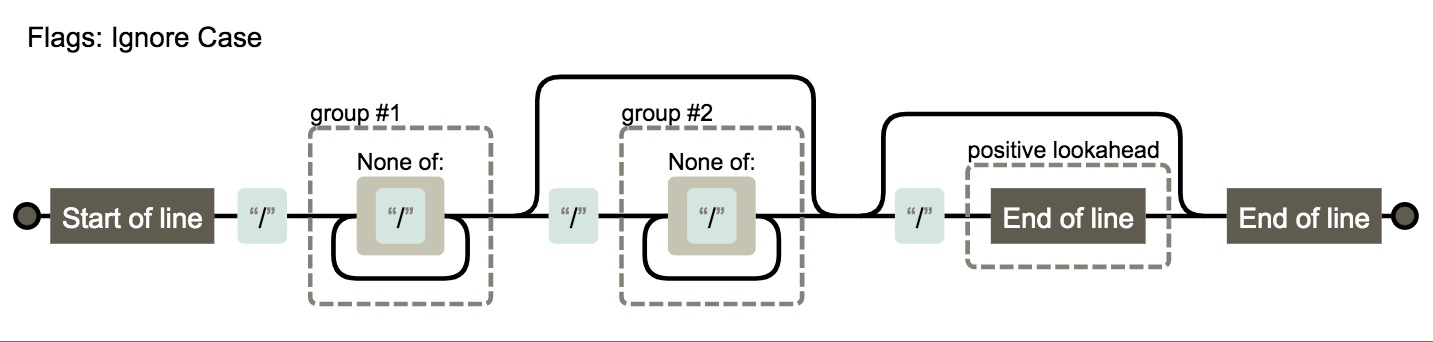 Flags: Ignore Case
group #1
group #2
positive lookahead
None of:
None of:
Start of line
“/”
“/”
“/”
“/”
“/”
End of line
End of line